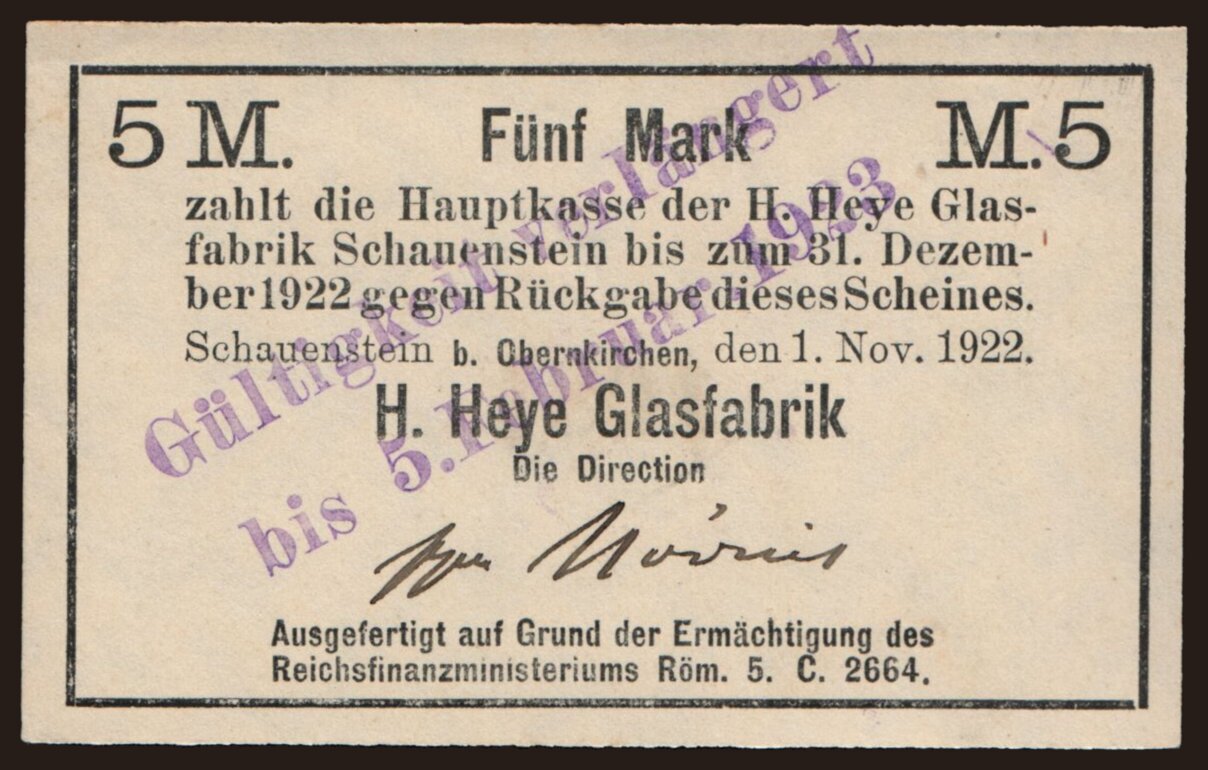 5 M. Fünf Mark M. 5
zahlt die Hauptkasse der H. Heye Glas-
fabrik Schauenstein bis zum 31. Dezem-
ber 1922 gegen Rückgabe dieses Scheines.
Schauenstein b. Obernkirchen, den 1. Nov. 1922.
H. Heye Glasfabrik
Die Direction
Ausgefertigt auf Grund der Ermächtigung des
Reichsfinanzministeriums Röm. 5. C. 2664.
Gültigkeit verlängert
bis 5. Februar 1923